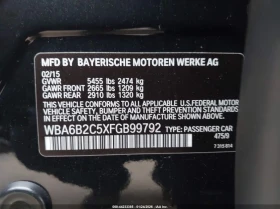 MFD BY: BAYERISCHE MOTOREN WERKE AG
02/15
GVWR 5455 lbs 2474 kg
GAWR FRONT 2665 lbs 1209 kg
GAWR REAR 2910 lbs 1320 kg
THIS VEHICLE CONFORMS TO ALL APPLICABLE U.S. FEDERAL MOTOR
VEHICLE SAFETY, BUMPER, AND THEFT PREVENTION STANDARDS
IN EFFECT ON THE DATE OF MANUFACTURE SHOWN ABOVE.
WBA6B2C5XFGB99792 TYPE: PASSENGER CAR
475/9